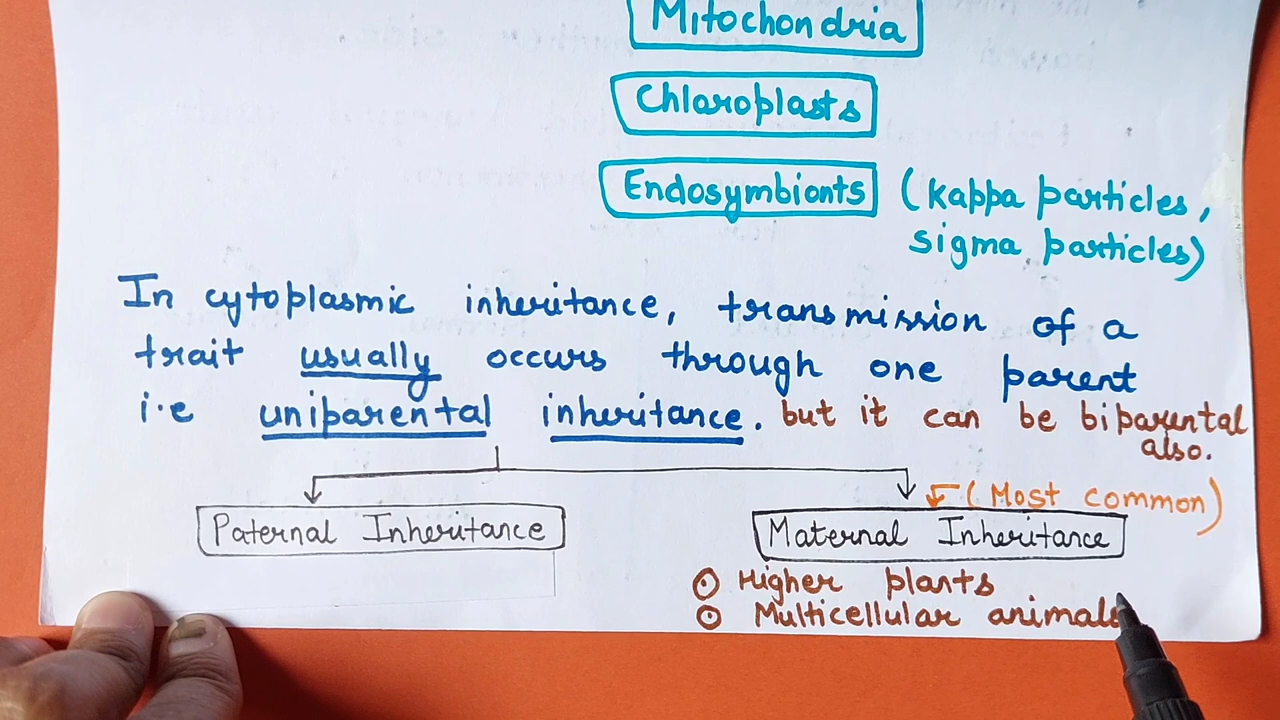 Mitochondria
Chloroplasts
Endosymbionts (kappa particles,
sigma particles)
In cytoplasmic inheritance, transmission of a
trait usually occurs through one parent
i.e uniparental inheritance. but it can be biparental
also.
(Most common)
Paternal Inheritance
Maternal Inheritance
Higher plants
Multicellular animals